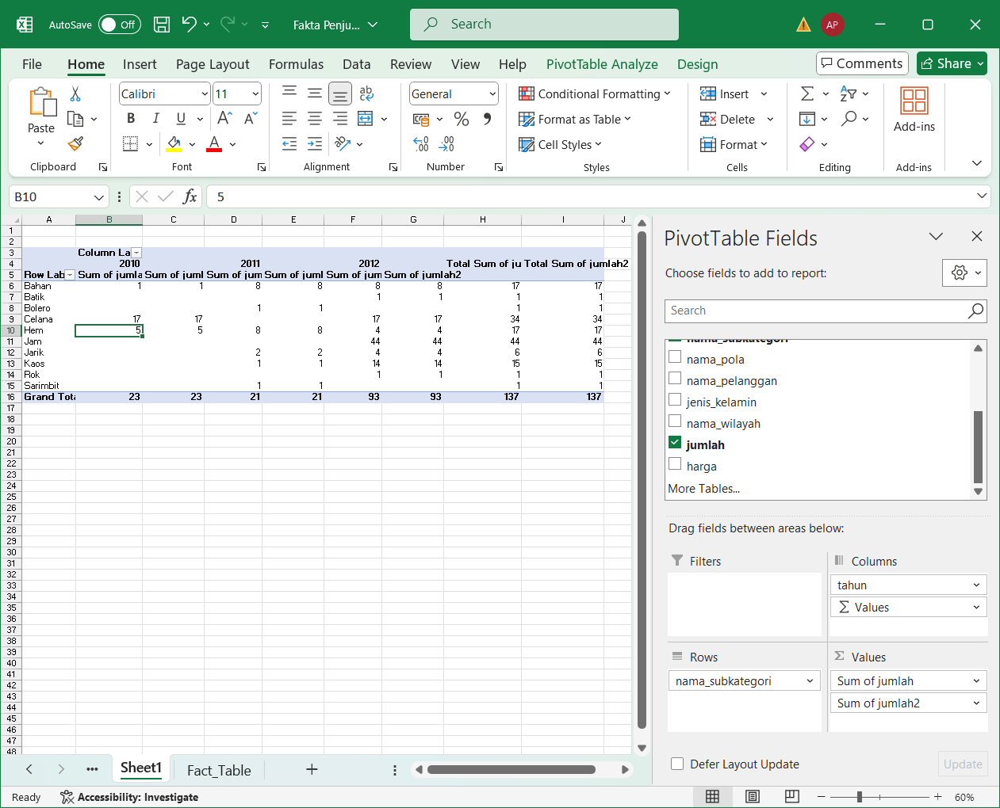 AutoSave Off Fakta Penju... Search AP
File Home Insert Page Layout Formulas Data Review View Help PivotTable Analyze Design Comments Share
Calibri 11 General Conditional Formatting Insert
Paste B I U Format as Table Delete Add-ins
Cell Styles Format
Clipboard Font Alignment Number Styles Cells Editing Add-ins
B10 fx 5
A B C D E F G H I J
1
2
3 Column La
4 2010 2011 2012 Total Sum of ju Total Sum of jumlah2
5 Row Lab Sum of jumla Sum of juml Sum of jum Sum of juml Sum of jum Sum of jumlah2
6 Bahan 1 1 8 8 8 8 17 17
7 Batik 1 1 1 1
8 Bolero 1 1 1 1
9 Celana 17 17 17 17 34 34
10 Hem 5 5 8 8 4 4 17 17
11 Jam 44 44 44 44
12 Jarik 2 2 4 4 6 6
13 Kaos 1 1 14 14 15 15
14 Rok 1 1 1 1
15 Sarimbit 1 1 1 1
16 Grand Tota 23 23 21 21 93 93 137 137
17
18
19
20
21
22
23
24
25
26
27
28
29
30
31
32
33
34
35
36
37
38
39
40
41
42
43
44
45
46
47
48
PivotTable Fields
Choose fields to add to report:
Search
nama_subkategori
nama_pola
nama_pelanggan
jenis_kelamin
nama_wilayah
jumlah
harga
More Tables...
Drag fields between areas below:
Filters
Columns
tahun
Σ Values
Rows
nama_subkategori
Σ Values
Sum of jumlah
Sum of jumlah2
Defer Layout Update Update
Sheet1 Fact_Table
Ready Accessibility: Investigate 60%